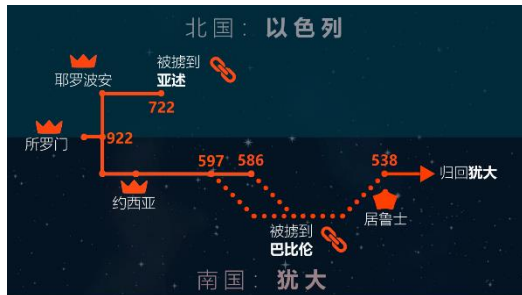 北国：以色列
被掳到
亚述
耶罗波安
722
所罗门
922
597
586
538
归回犹大
约西亚
居鲁士
被掳到
巴比伦
南国：犹大